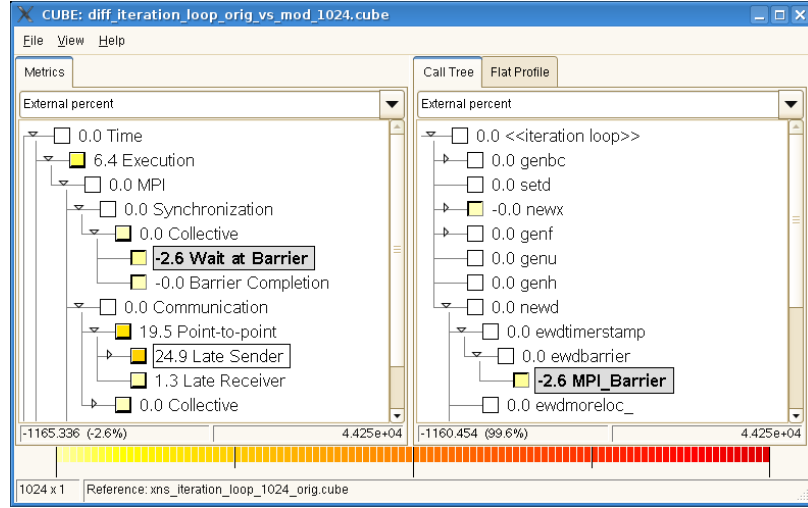 CUBE: diff_iteration_loop_orig_vs_mod_1024.cube
File View Help
Metrics
External percent
0.0 Time
6.4 Execution
0.0 MPI
0.0 Synchronization
0.0 Collective
-2.6 Wait at Barrier
-0.0 Barrier Completion
0.0 Communication
19.5 Point-to-point
24.9 Late Sender
1.3 Late Receiver
0.0 Collective
-1165.336 (-2.6%) 4.425e+04
Call Tree Flat Profile
External percent
0.0 <<iteration loop>>
0.0 genbc
0.0 setd
-0.0 newx
0.0 genf
0.0 genu
0.0 genh
0.0 newd
0.0 ewdtimerstamp
0.0 ewdbarrier
-2.6 MPI_Barrier
0.0 ewdmoreloc_
-1160.454 (99.6%) 4.425e+04
1024 x 1 Reference: xns_iteration_loop_1024_orig.cube